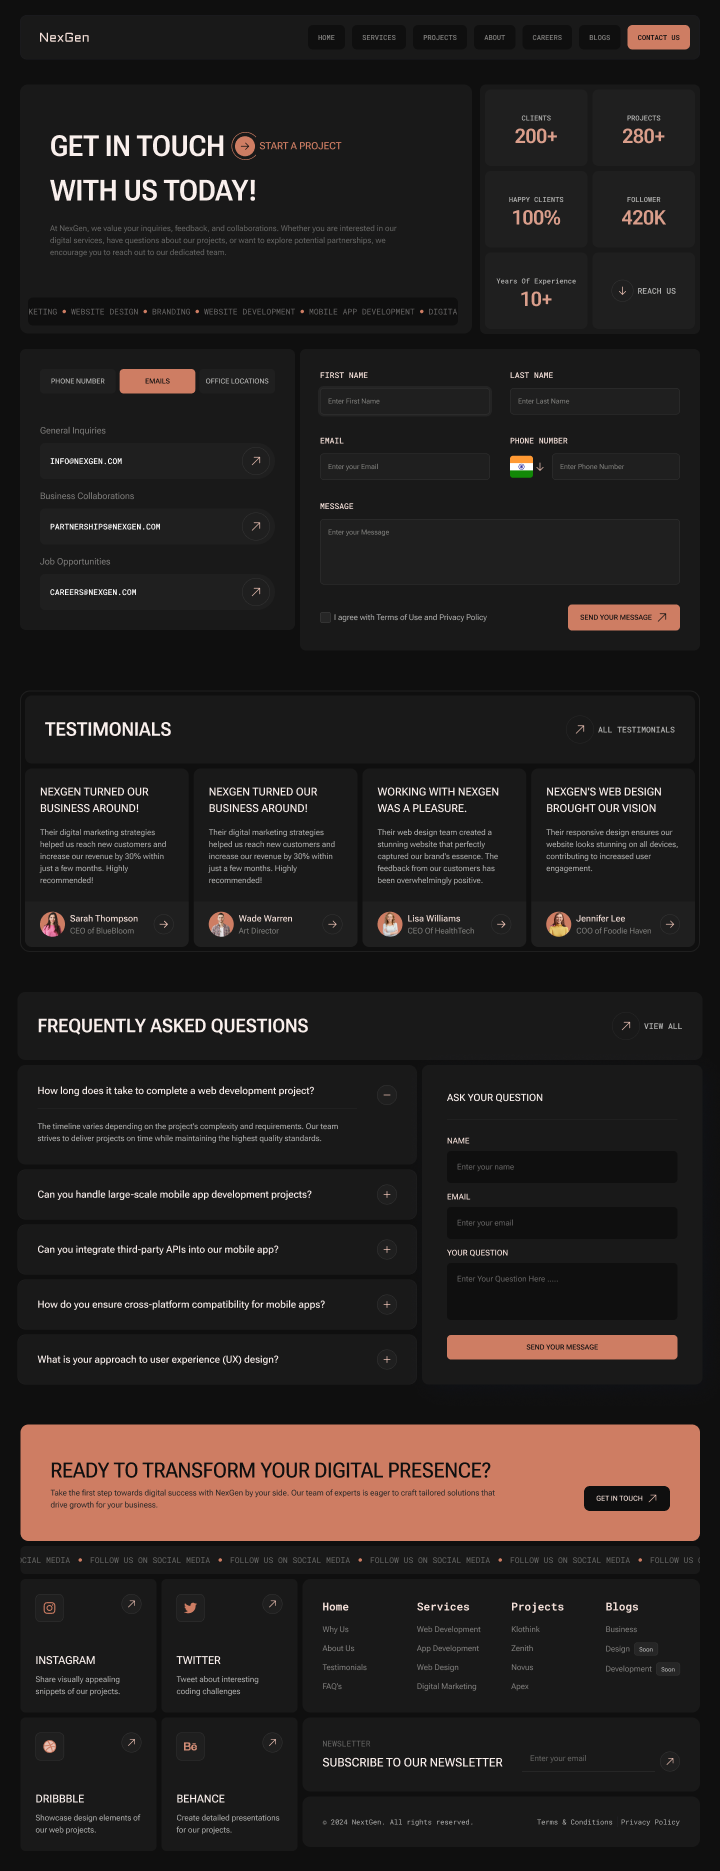 NexGen
HOME SERVICES PROJECTS ABOUT CAREERS BLOGS CONTACT US
GET IN TOUCH START A PROJECT
WITH US TODAY!
At NexGen, we value your inquiries, feedback, and collaborations. Whether you are interested in our
digital services, have questions about our projects, or want to explore potential partnerships, we
encourage you to reach out to our dedicated team.
KETING • WEBSITE DESIGN • BRANDING • WEBSITE DEVELOPMENT • MOBILE APP DEVELOPMENT • DIGITA
CLIENTS
200+
PROJECTS
280+
HAPPY CLIENTS
100%
FOLLOWER
420K
Years Of Experience
10+
REACH US
PHONE NUMBER EMAILS OFFICE LOCATIONS
General Inquiries
INFO@NEXGEN.COM
Business Collaborations
PARTNERSHIPS@NEXGEN.COM
Job Opportunities
CAREERS@NEXGEN.COM
FIRST NAME
Enter First Name
LAST NAME
Enter Last Name
EMAIL
Enter your Email
PHONE NUMBER
Enter Phone Number
MESSAGE
Enter your Message
I agree with Terms of Use and Privacy Policy
SEND YOUR MESSAGE
TESTIMONIALS
ALL TESTIMONIALS
NEXGEN TURNED OUR
BUSINESS AROUND!
Their digital marketing strategies
helped us reach new customers and
increase our revenue by 30% within
just a few months. Highly
recommended!
Sarah Thompson
CEO of BlueBloom
NEXGEN TURNED OUR
BUSINESS AROUND!
Their digital marketing strategies
helped us reach new customers and
increase our revenue by 30% within
just a few months. Highly
recommended!
Wade Warren
Art Director
WORKING WITH NEXGEN
WAS A PLEASURE.
Their web design team created a
stunning website that perfectly
captured our brand's essence. The
feedback from our customers has
been overwhelmingly positive.
Lisa Williams
CEO Of HealthTech
NEXGEN'S WEB DESIGN
BROUGHT OUR VISION
Their responsive design ensures our
website looks stunning on all devices,
contributing to increased user
engagement.
Jennifer Lee
COO of Foodie Haven
FREQUENTLY ASKED QUESTIONS
VIEW ALL
How long does it take to complete a web development project?
The timeline varies depending on the project's complexity and requirements. Our team
strives to deliver projects on time while maintaining the highest quality standards.
Can you handle large-scale mobile app development projects?
Can you integrate third-party APIs into our mobile app?
How do you ensure cross-platform compatibility for mobile apps?
What is your approach to user experience (UX) design?
ASK YOUR QUESTION
NAME
Enter your name
EMAIL
Enter your email
YOUR QUESTION
Enter Your Question Here .....
SEND YOUR MESSAGE
READY TO TRANSFORM YOUR DIGITAL PRESENCE?
Take the first step towards digital success with NexGen by your side. Our team of experts is eager to craft tailored solutions that
drive growth for your business.
GET IN TOUCH
OCIAL MEDIA • FOLLOW US ON SOCIAL MEDIA • FOLLOW US ON SOCIAL MEDIA • FOLLOW US ON SOCIAL MEDIA • FOLLOW US ON SOCIAL MEDIA • FOLLOW US
INSTAGRAM
Share visually appealing
snippets of our projects.
TWITTER
Tweet about interesting
coding challenges
DRIBBBLE
Showcase design elements of
our web projects.
Bē
BEHANCE
Create detailed presentations
for our projects.
Home
Why Us
About Us
Testimonials
FAQ's
Services
Web Development
App Development
Web Design
Digital Marketing
Projects
Klothink
Zenith
Novus
Apex
Blogs
Business
Design Soon
Development Soon
NEWSLETTER
SUBSCRIBE TO OUR NEWSLETTER
Enter your email
© 2024 NextGen. All rights reserved.
Terms & Conditions Privacy Policy